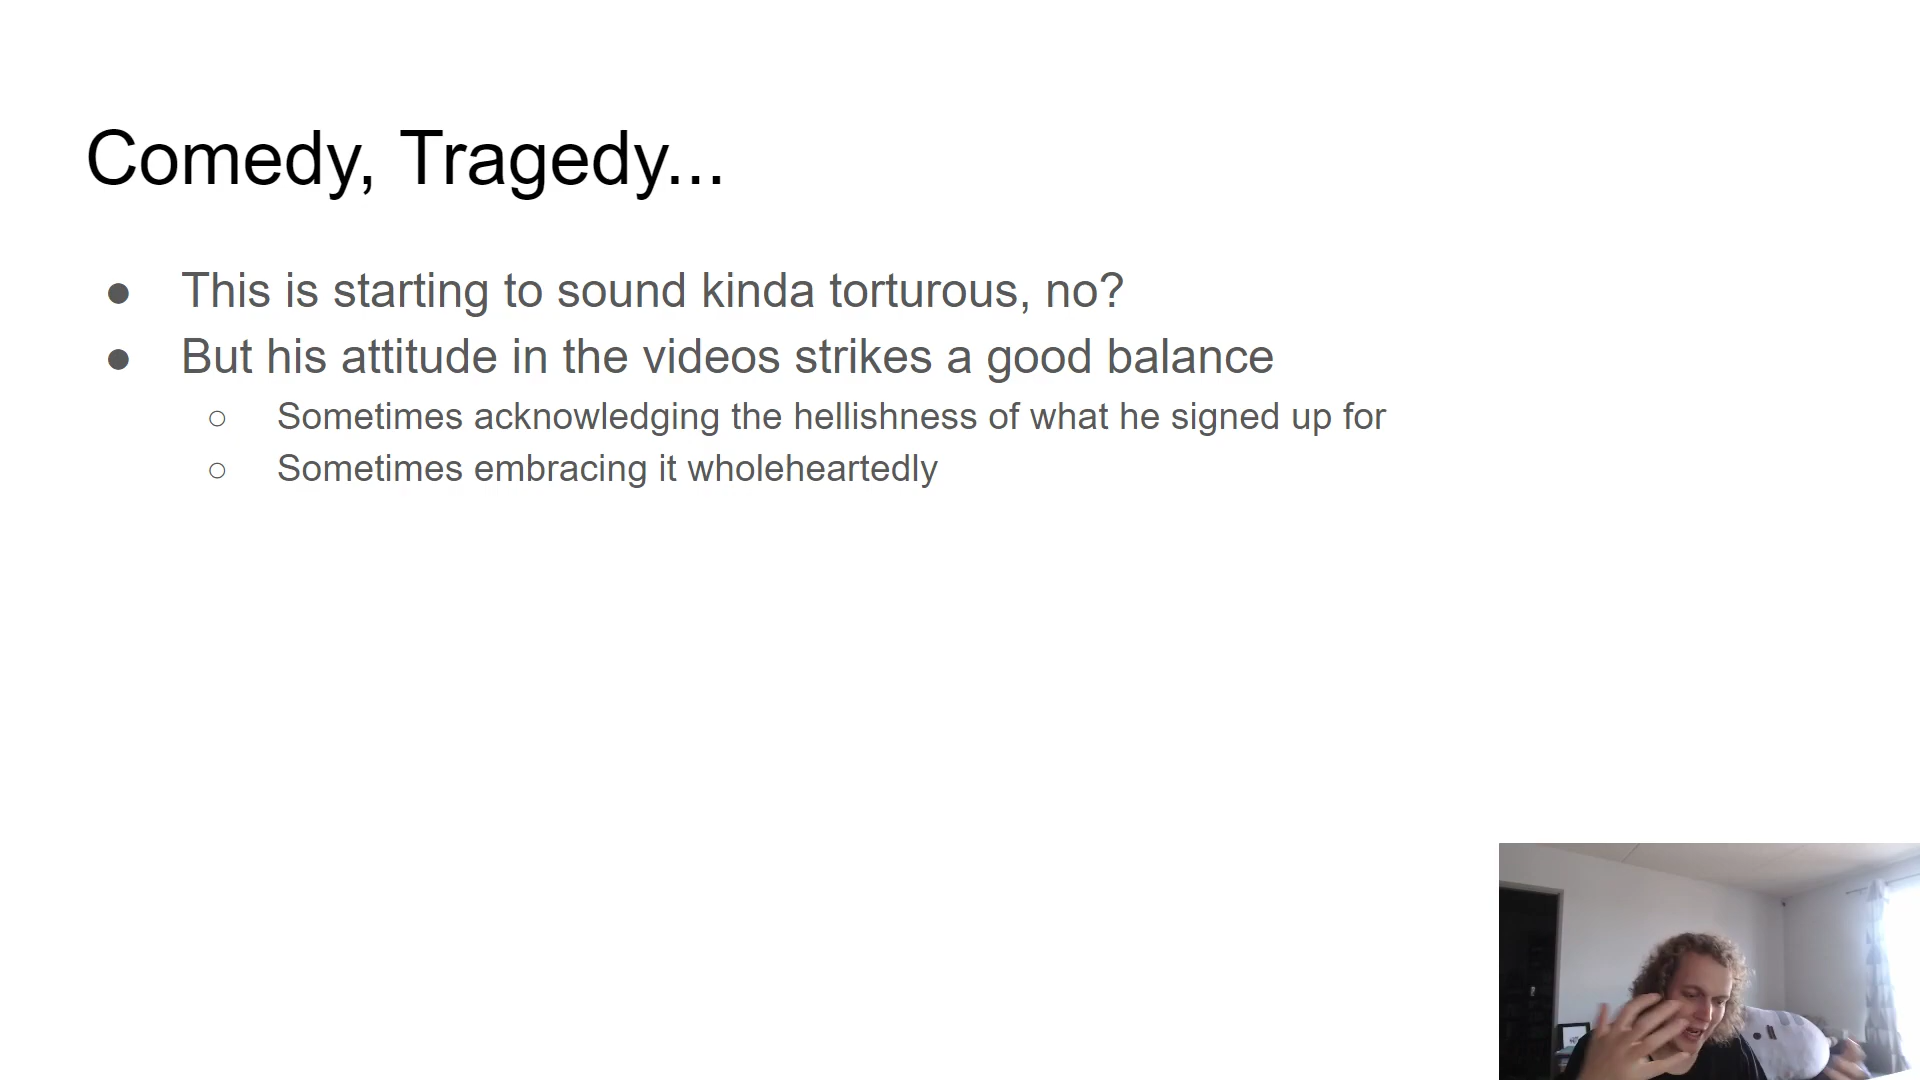 Comedy, Tragedy...
● This is starting to sound kinda torturous, no?
● But his attitude in the videos strikes a good balance
○ Sometimes acknowledging the hellishness of what he signed up for
○ Sometimes embracing it wholeheartedly